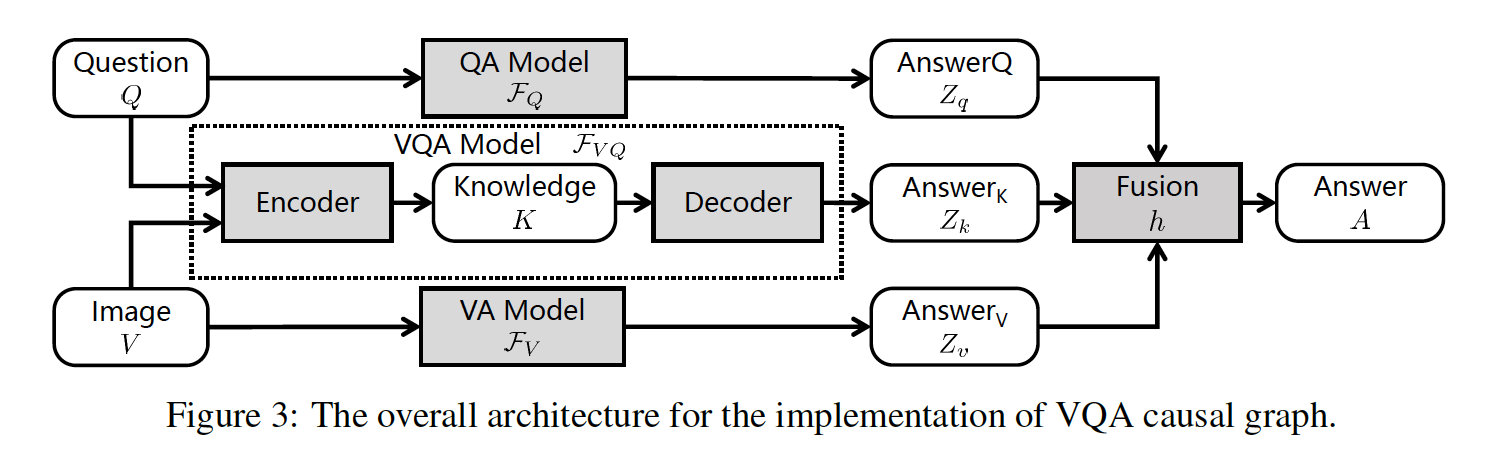 Question
Q
QA Model
F_Q
AnswerQ
Z_q
VQA Model F_VQ
Encoder
Knowledge
K
Decoder
Answer_K
Z_k
Fusion
h
Answer
A
Image
V
VA Model
F_V
Answer_V
Z_v
Figure 3: The overall architecture for the implementation of VQA causal graph.